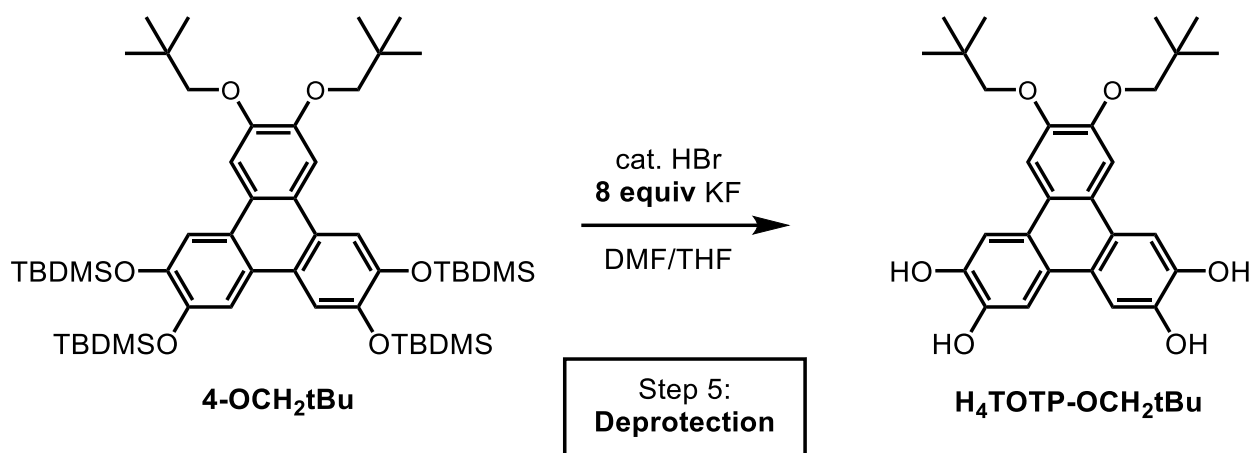 O O
O O
cat. HBr
8 equiv KF
DMF/THF
TBDMSO OTBDMS
HO OH
TBDMSO OTBDMS
HO OH
4-OCH₂tBu
Step 5:
Deprotection
H₄TOTP-OCH₂tBu